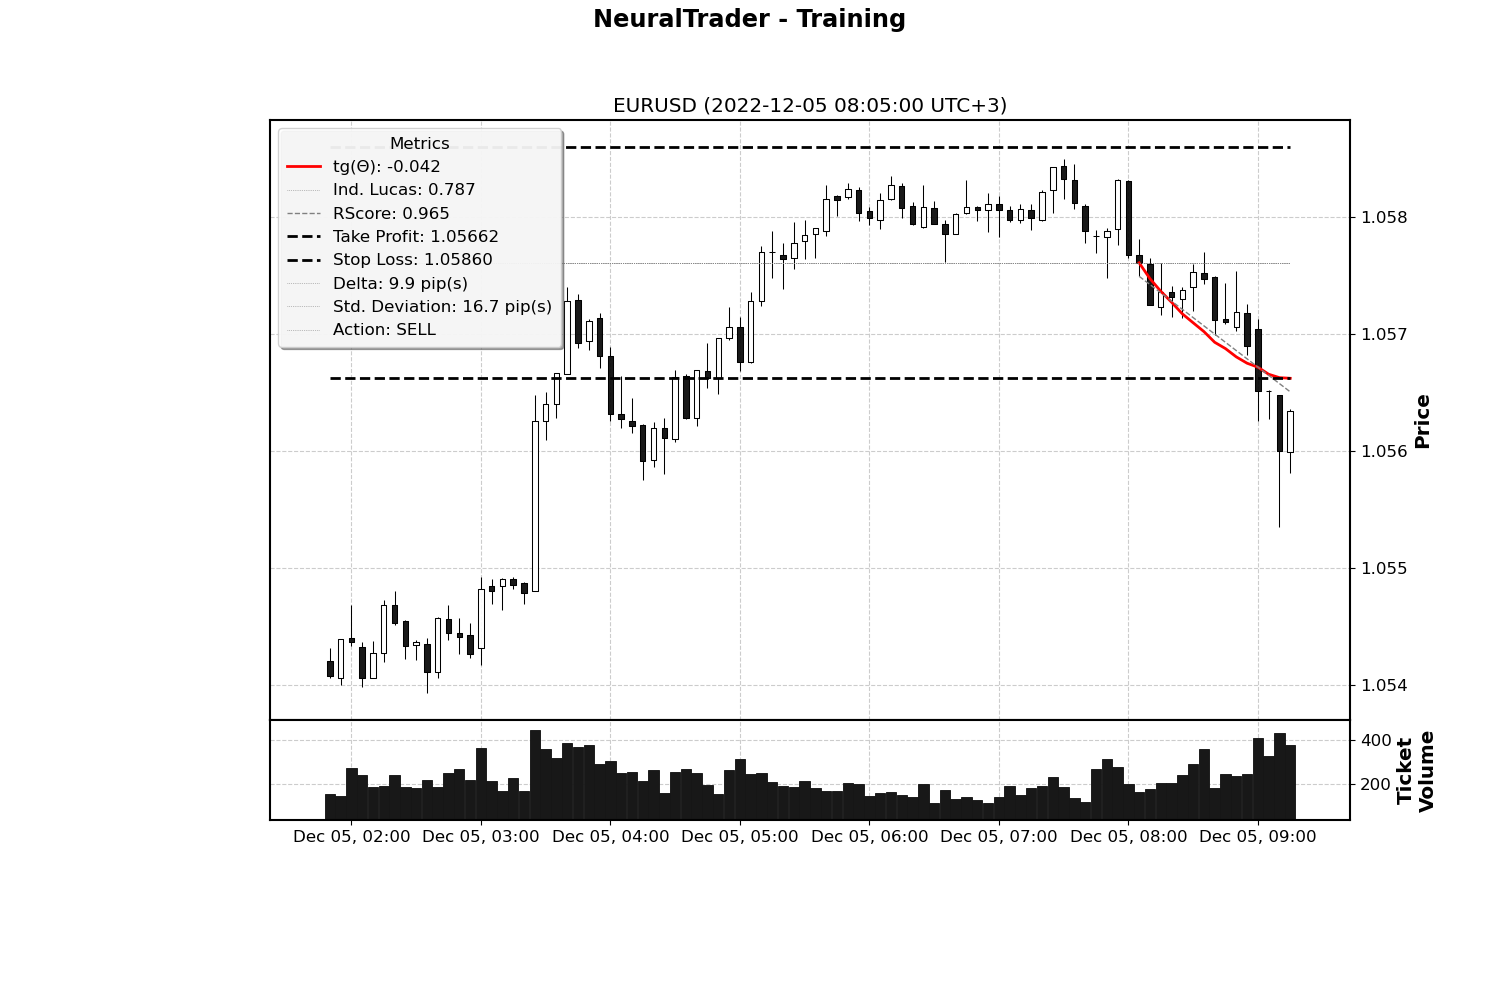 NeuralTrader - Training
EURUSD (2022-12-05 08:05:00 UTC+3)
Metrics
tg(Θ): -0.042
Ind. Lucas: 0.787
RScore: 0.965
Take Profit: 1.05662
Stop Loss: 1.05860
Delta: 9.9 pip(s)
Std. Deviation: 16.7 pip(s)
Action: SELL
1.058
1.057
1.056
1.055
1.054
Price
400
200
Ticket
Volume
Dec 05, 02:00 Dec 05, 03:00 Dec 05, 04:00 Dec 05, 05:00 Dec 05, 06:00 Dec 05, 07:00 Dec 05, 08:00 Dec 05, 09:00